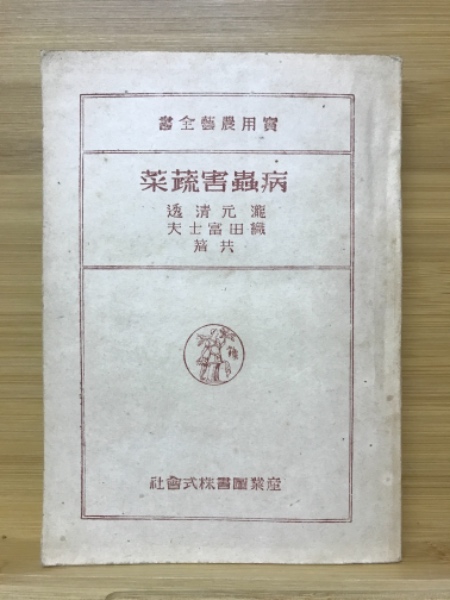 實用農藝全書
病蟲害蔬菜
瀧元清透
織田富士夫
共著
産業圖書株式會社